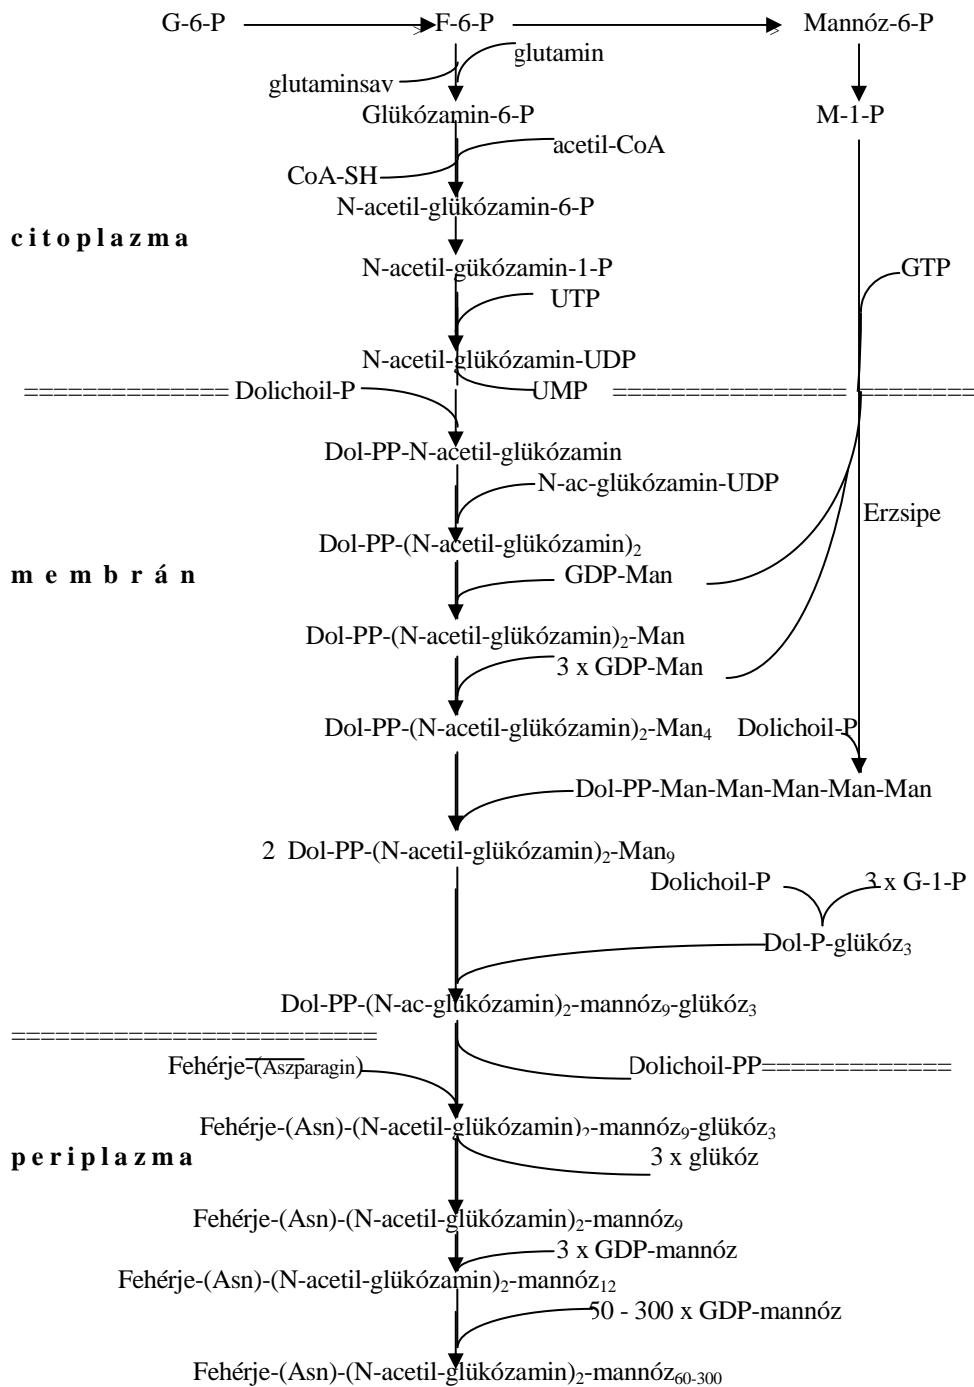 G-6-P F-6-P Mannóz-6-P
glutamin
glutaminsav
Glükózamin-6-P M-1-P
acetil-CoA
CoA-SH
N-acetil-glükózamin-6-P
citoplazma
N-acetil-gükózamin-1-P GTP
UTP
N-acetil-glükózamin-UDP
============== Dolichoil-P UMP ================ ========
Dol-PP-N-acetil-glükózamin
N-ac-glükózamin-UDP
Erzsipe
Dol-PP-(N-acetil-glükózamin)2
membrán GDP-Man
Dol-PP-(N-acetil-glükózamin)2-Man
3 x GDP-Man
Dol-PP-(N-acetil-glükózamin)2-Man4 Dolichoil-P
Dol-PP-Man-Man-Man-Man-Man
2 Dol-PP-(N-acetil-glükózamin)2-Man9
Dolichoil-P 3 x G-1-P
Dol-P-glükóz3
Dol-PP-(N-ac-glükózamin)2-mannóz9-glükóz3
=========================
Fehérje-(Aszparagin) Dolichoil-PP=============
Fehérje-(Asn)-(N-acetil-glükózamin)2-mannóz9-glükóz3
periplazma 3 x glükóz
Fehérje-(Asn)-(N-acetil-glükózamin)2-mannóz9
3 x GDP-mannóz
Fehérje-(Asn)-(N-acetil-glükózamin)2-mannóz12
50 - 300 x GDP-mannóz
Fehérje-(Asn)-(N-acetil-glükózamin)2-mannóz60-300